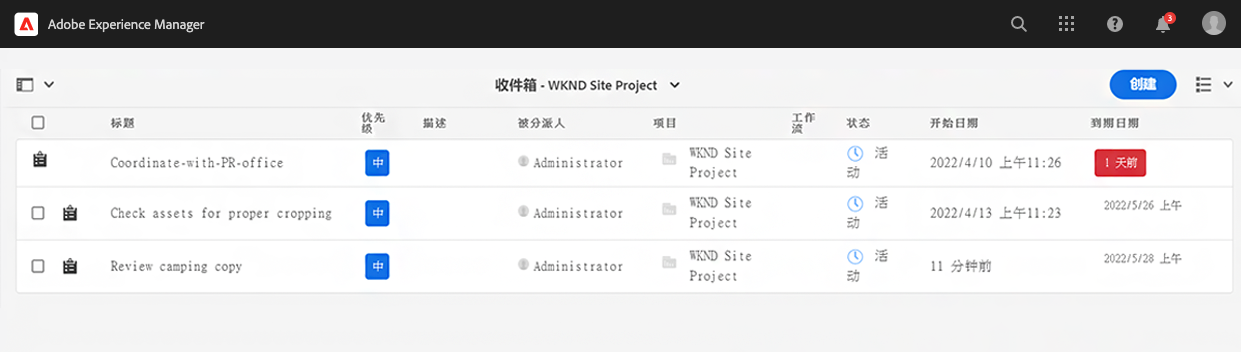 Adobe Experience Manager
3
收件箱 - WKND Site Project
创建
标题 优先级 描述 被分派人 项目 工作流 状态 开始日期 到期日期
Coordinate-with-PR-office 中 Administrator WKND Site Project 活动 2022/4/10 上午11:26 1 天前
Check assets for proper cropping 中 Administrator WKND Site Project 活动 2022/4/13 上午11:23 2022/5/26 上午
Review camping copy 中 Administrator WKND Site Project 活动 11 分钟前 2022/5/28 上午